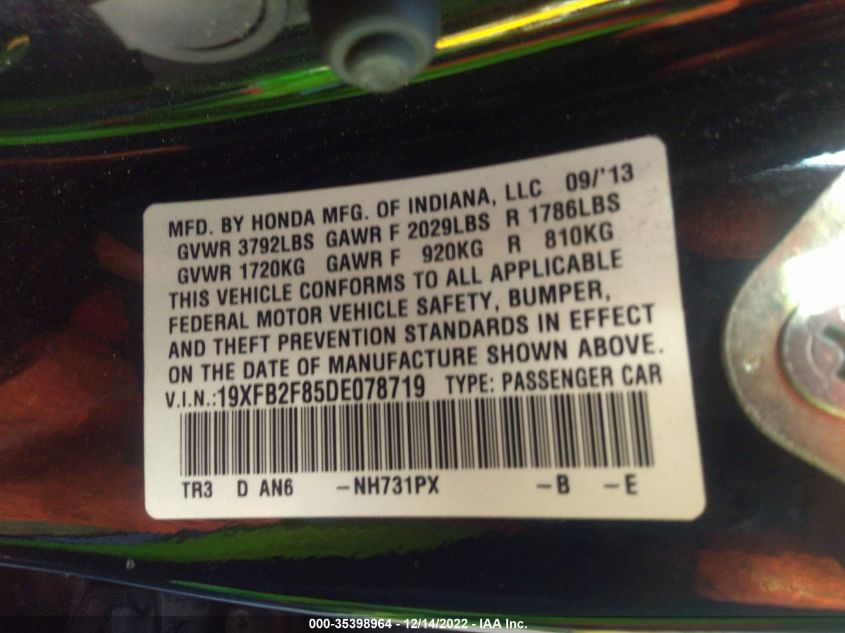 MFD. BY HONDA MFG. OF INDIANA, LLC 09/'13
GVWR 3792LBS GAWR F 2029LBS R 1786LBS
GVWR 1720KG GAWR F 920KG R 810KG
THIS VEHICLE CONFORMS TO ALL APPLICABLE
FEDERAL MOTOR VEHICLE SAFETY, BUMPER,
AND THEFT PREVENTION STANDARDS IN EFFECT
ON THE DATE OF MANUFACTURE SHOWN ABOVE.
V.I.N.:19XFB2F85DE078719 TYPE: PASSENGER CAR
TR3 D AN6 -NH731PX -B -E
000-35398964 - 12/14/2022 - IAA Inc.